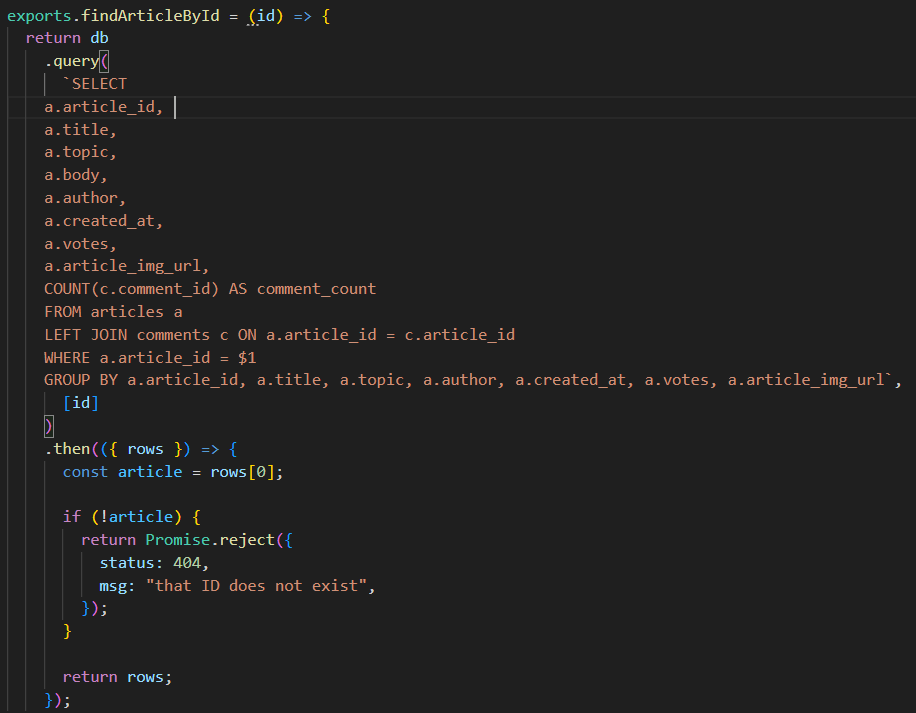 exports.findArticleById = (id) => {
return db
.query(
`SELECT
a.article_id,
a.title,
a.topic,
a.body,
a.author,
a.created_at,
a.votes,
a.article_img_url,
COUNT(c.comment_id) AS comment_count
FROM articles a
LEFT JOIN comments c ON a.article_id = c.article_id
WHERE a.article_id = $1
GROUP BY a.article_id, a.title, a.topic, a.author, a.created_at, a.votes, a.article_img_url`,
[id]
)
.then(({ rows }) => {
const article = rows[0];
if (!article) {
return Promise.reject({
status: 404,
msg: "that ID does not exist",
});
}
return rows;
});